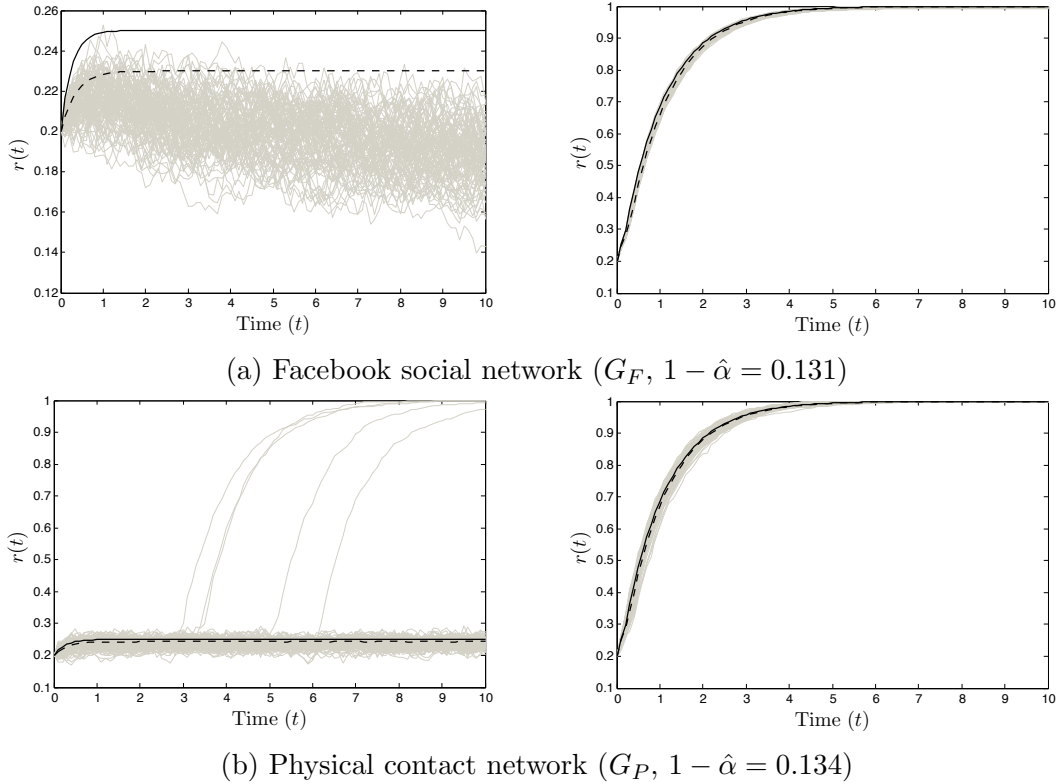 0.26
0.24
0.22
0.2
0.18
0.16
0.14
0.12
r(t)
0 1 2 3 4 5 6 7 8 9 10
Time (t)
1
0.9
0.8
0.7
0.6
0.5
0.4
0.3
0.2
0.1
r(t)
0 1 2 3 4 5 6 7 8 9 10
Time (t)
(a) Facebook social network (G_F, 1 − α̂ = 0.131)
1
0.9
0.8
0.7
0.6
0.5
0.4
0.3
0.2
0.1
r(t)
0 1 2 3 4 5 6 7 8 9 10
Time (t)
1
0.9
0.8
0.7
0.6
0.5
0.4
0.3
0.2
0.1
r(t)
0 1 2 3 4 5 6 7 8 9 10
Time (t)
(b) Physical contact network (G_P, 1 − α̂ = 0.134)